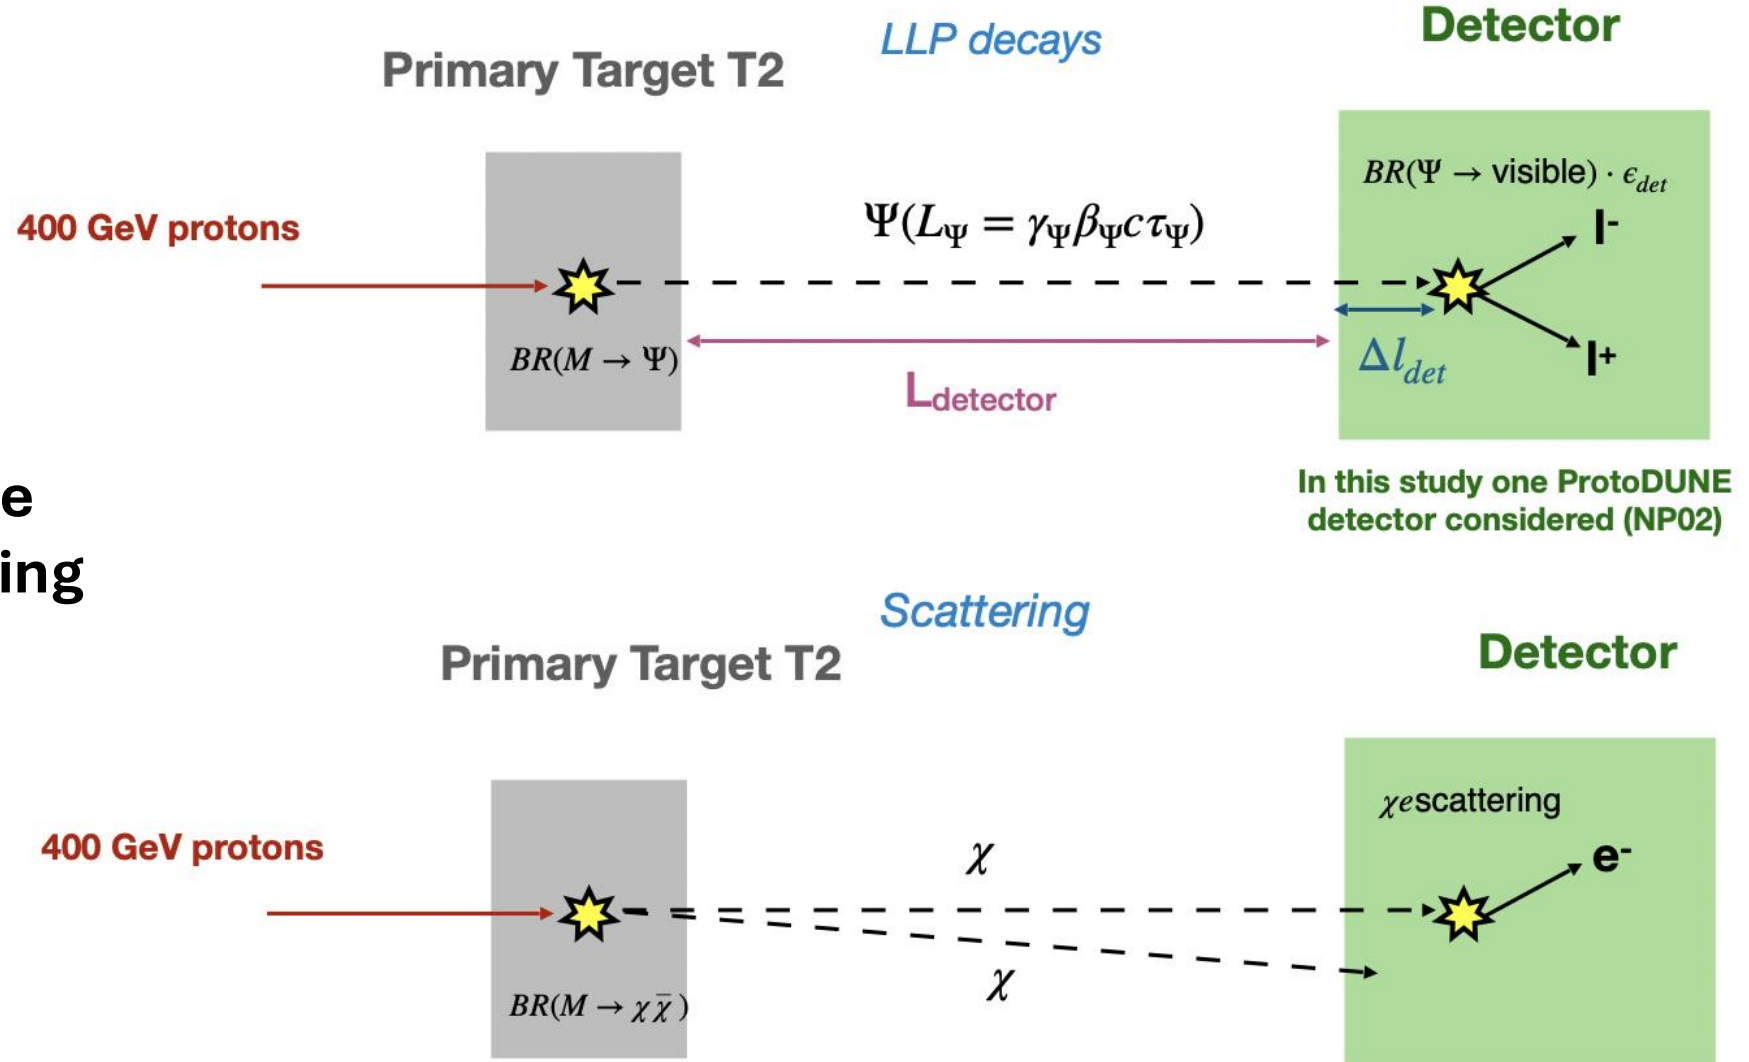 LLP decays
Detector
Primary Target T2
BR(Ψ → visible) · ϵ_det
400 GeV protons
Ψ(L_Ψ = γ_Ψβ_Ψcτ_Ψ)
l-
BR(M → Ψ)
l+
Δl_det
L_detector
e
In this study one ProtoDUNE
detector considered (NP02)
ing
Scattering
Primary Target T2
Detector
χescattering
400 GeV protons
χ
e-
χ
BR(M → χχ̄ )